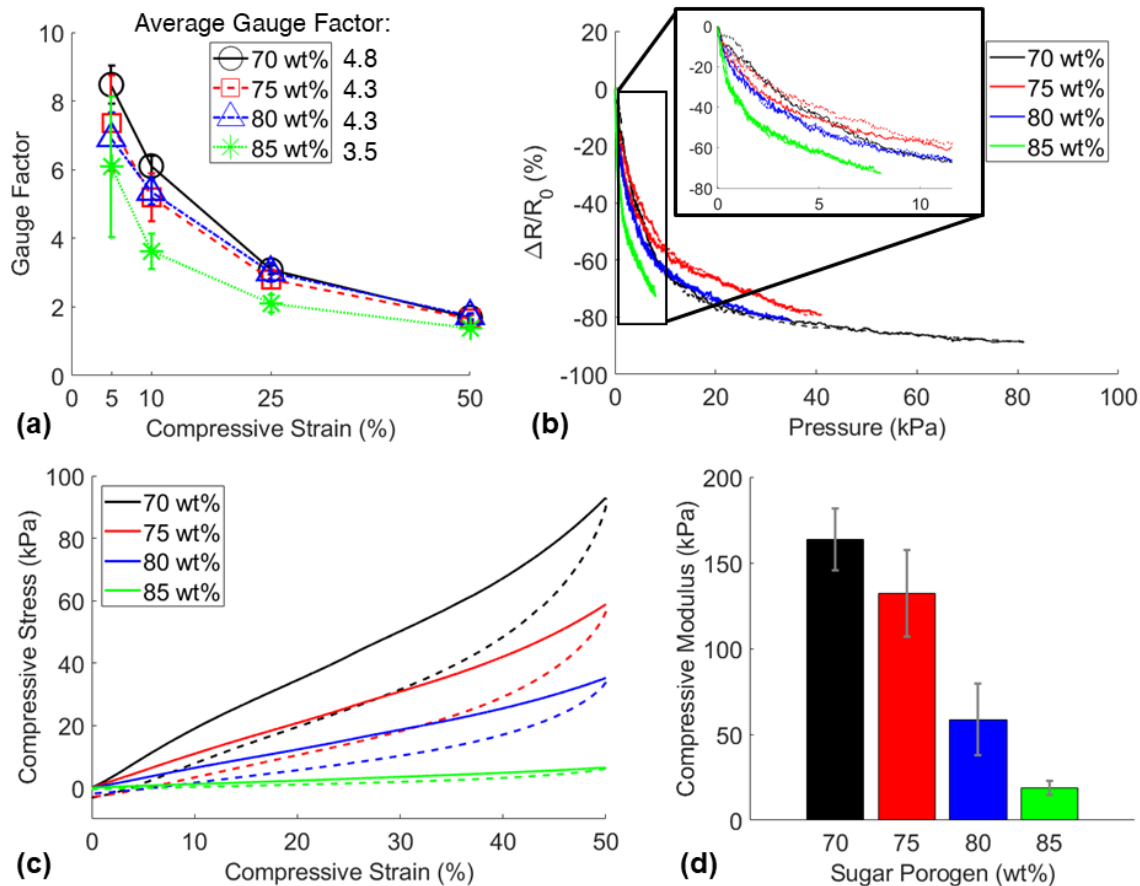 Average Gauge Factor:
70 wt% 4.8
75 wt% 4.3
80 wt% 4.3
85 wt% 3.5
Gauge Factor
10
8
6
4
2
0
0 5 10 25 50
Compressive Strain (%)
(a)
ΔR/R0 (%)
20
0
-20
-40
-60
-80
-100
0 20 40 60 80 100
Pressure (kPa)
(b)
0
-20
-40
-60
-80
0 5 10
70 wt%
75 wt%
80 wt%
85 wt%
Compressive Stress (kPa)
100
80
60
40
20
0
0 10 20 30 40 50
Compressive Strain (%)
(c)
70 wt%
75 wt%
80 wt%
85 wt%
Compressive Modulus (kPa)
200
150
100
50
0
70 75 80 85
Sugar Porogen (wt%)
(d)